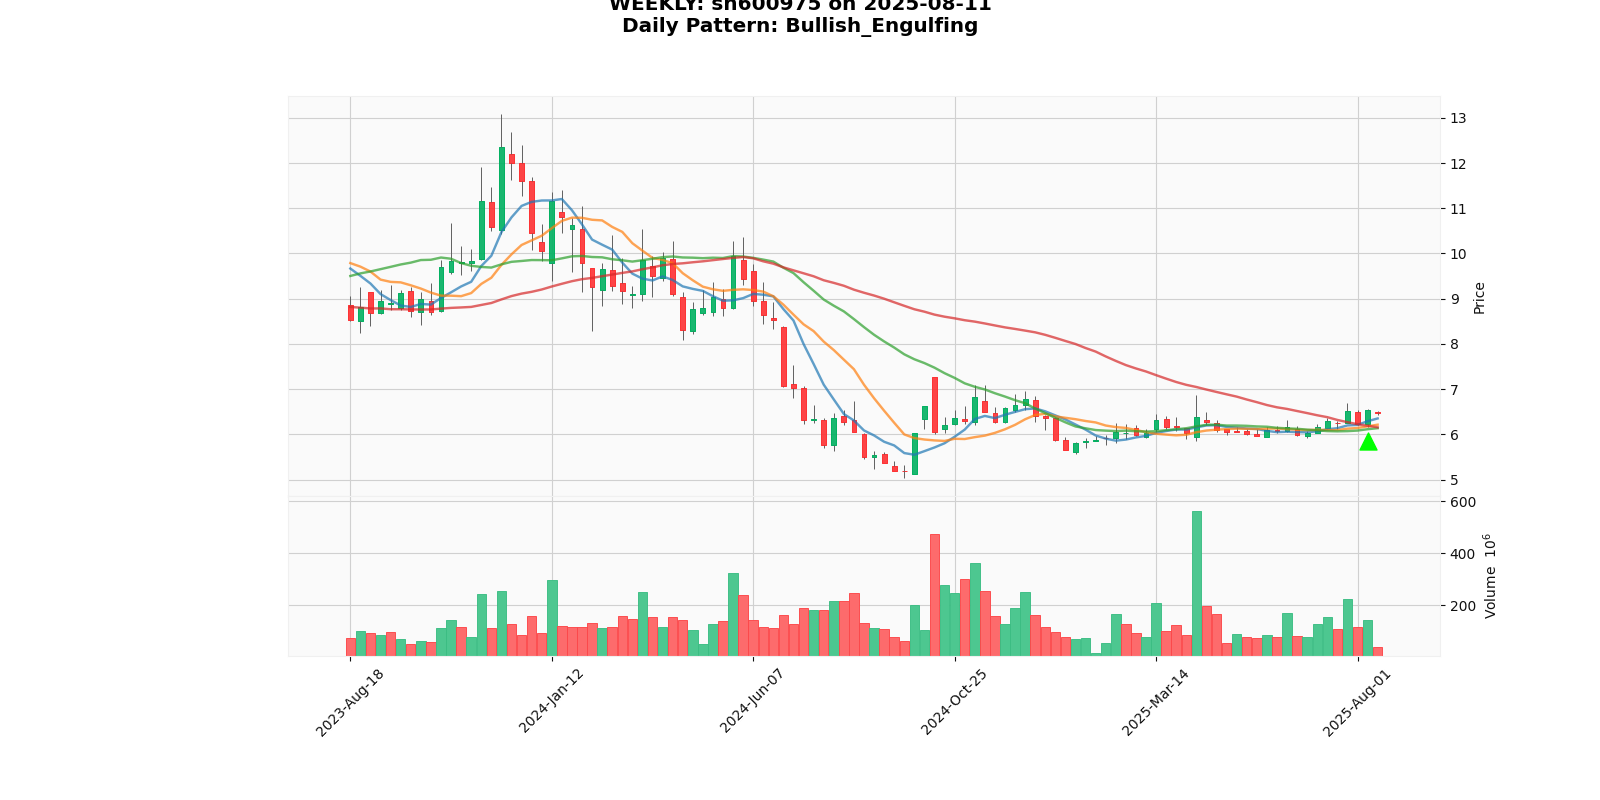 WEEKLY: sh600975 on 2025-08-11
Daily Pattern: Bullish_Engulfing
13
12
11
10
9
8
7
6
5
Price
600
400
200
Volume 10^6
2023-Aug-18
2024-Jan-12
2024-Jun-07
2024-Oct-25
2025-Mar-14
2025-Aug-01